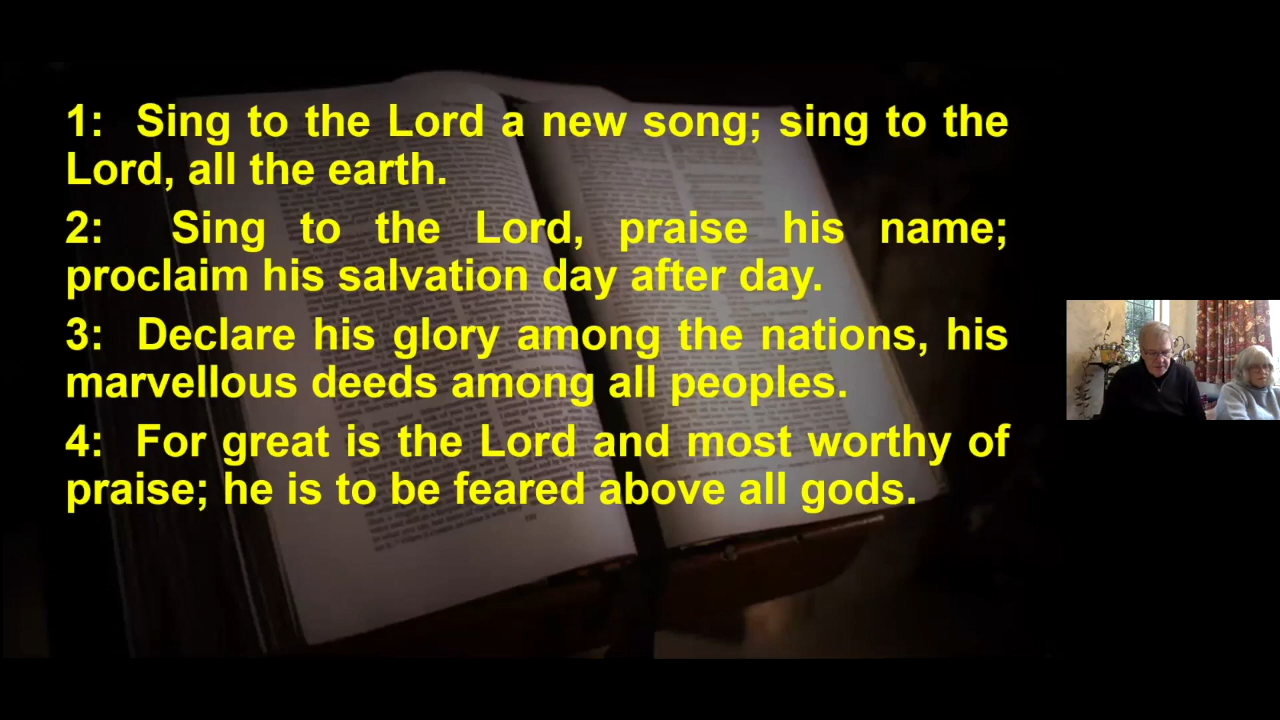 1: Sing to the Lord a new song; sing to the
Lord, all the earth.
2: Sing to the Lord, praise his name;
proclaim his salvation day after day.
3: Declare his glory among the nations, his
marvellous deeds among all peoples.
4: For great is the Lord and most worthy of
praise; he is to be feared above all gods.